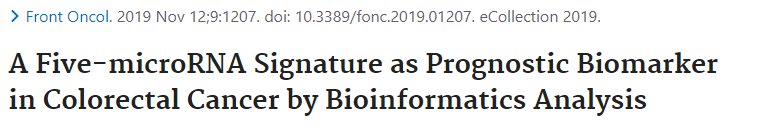 Front Oncol. 2019 Nov 12;9:1207. doi: 10.3389/fonc.2019.01207. eCollection 2019.
A Five-microRNA Signature as Prognostic Biomarker
in Colorectal Cancer by Bioinformatics Analysis